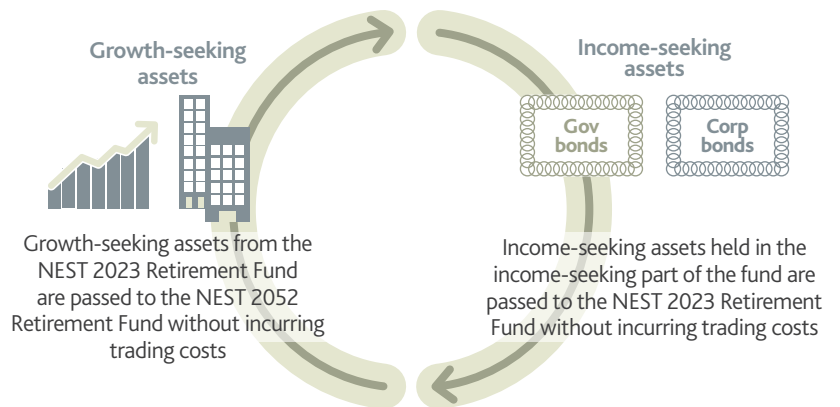 Growth-seeking
assets
Growth-seeking assets from the
NEST 2023 Retirement Fund
are passed to the NEST 2052
Retirement Fund without incurring
trading costs
Income-seeking
assets
Gov
bonds
Corp
bonds
Income-seeking assets held in the
income-seeking part of the fund are
passed to the NEST 2023 Retirement
Fund without incurring trading costs